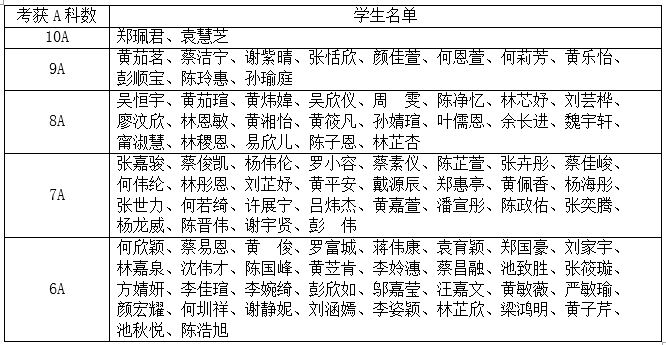 考获A科数 学生名单
10A 郑珮君、袁慧芝
9A 黄茄茗、蔡洁宁、谢紫晴、张恬欣、颜佳萱、何恩萱、何莉芳、黄乐怡、
彭顺宝、陈玲惠、孙瑜庭
8A 吴恒宇、黄茄瑄、黄炜媁、吴欣仪、周　雯、陈净忆、林芯妤、刘芸桦、
廖汶欣、林恩敏、黄湘怡、黄筱凡、孙婧瑄、叶儒恩、余长进、魏宇轩、
甯淑慧、林稷恩、易欣儿、陈子恩、林芷杏
7A 张嘉骏、蔡俊凯、杨伟伦、罗小容、蔡素仪、陈芷萱、张卉彤、蔡佳峻、
何伟纶、林彤恩、刘芷妤、黄平安、戴源辰、郑惠亭、黄佩香、杨海彤、
张世力、何若绮、许展宁、吕炜杰、黄嘉萱、潘宣彤、陈政佑、张奕腾、
杨龙威、陈晋伟、谢宇贤、彭　伟
6A 何欣颖、蔡易恩、黄　俊、罗富城、蒋伟康、袁育颖、郑国豪、刘家宇、
林嘉泉、沈伟才、陈国峰、黄苙肯、李姈潓、蔡昌融、池致胜、张筱璇、
方婧妍、李佳瑄、李婉绮、彭欣如、邬嘉莹、汪嘉文、黄敏薇、严敏瑜、
颜宏耀、何圳祥、谢静妮、刘涵嫣、李姿颖、林芷欣、梁鸿明、黄子芹、
池秋悦、陈浩旭